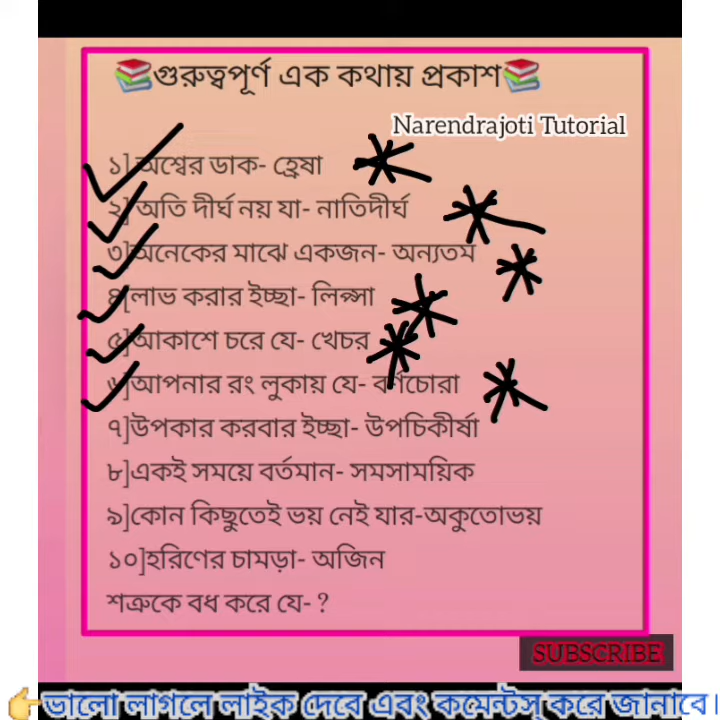 গুরুত্বপূর্ণ এক কথায় প্রকাশ
Narendrajoti Tutorial
১] অশ্বের ডাক- হ্রেষা
২] অতি দীর্ঘ নয় যা- নাতিদীর্ঘ
৩]অনেকের মাঝে একজন- অন্যতম
৪[লাভ করার ইচ্ছা- লিপ্সা
৫]আকাশে চরে যে- খেচর
৬]আপনার রং লুকায় যে- বর্ণচোরা
৭]উপকার করবার ইচ্ছা- উপচিকীর্ষা
৮]একই সময়ে বর্তমান- সমসাময়িক
৯]কোন কিছুতেই ভয় নেই যার-অকুতোভয়
১০]হরিণের চামড়া- অজিন
শত্রুকে বধ করে যে- ?
SUBSCRIBE
👉ভালো লাগলে লাইক দেবে এবং কমেন্টস্ করে জানাবে।